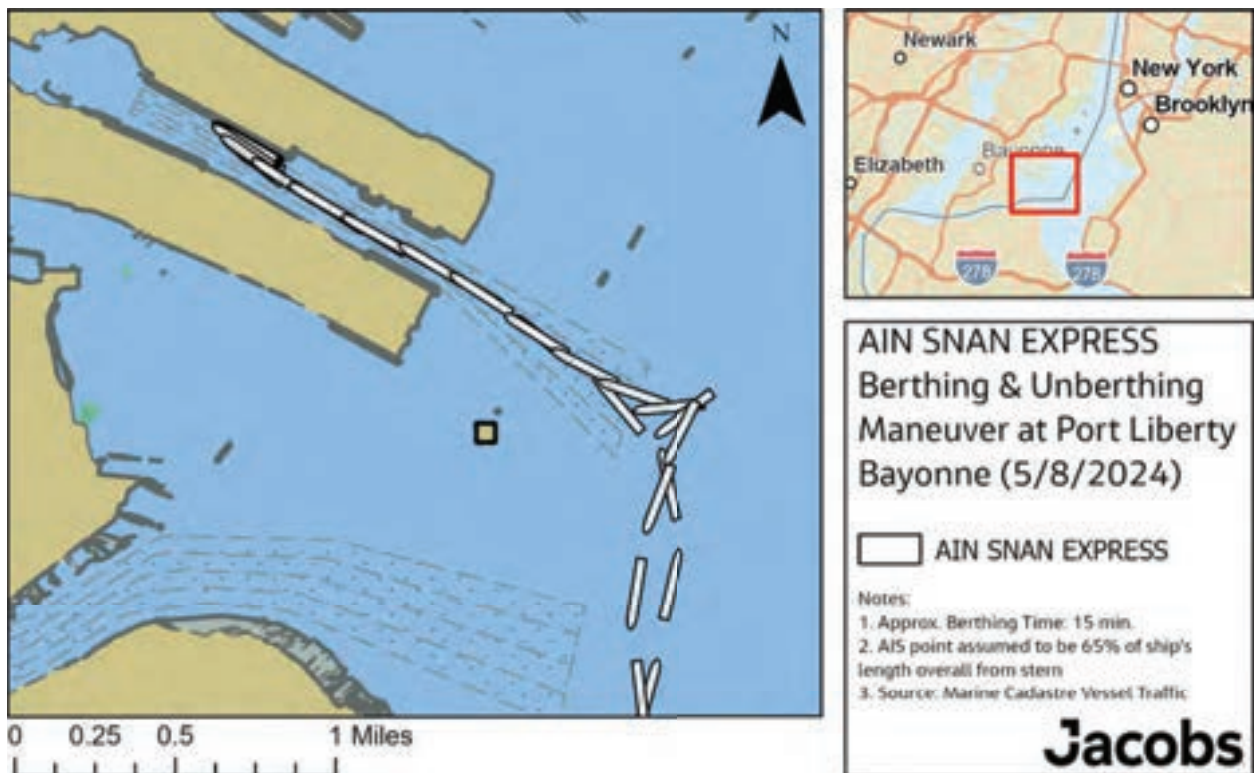 N
Newark
New York
Brooklyn
Bayonne
Elizabeth
278
278
AIN SNAN EXPRESS
Berthing & Unberthing
Maneuver at Port Liberty
Bayonne (5/8/2024)
AIN SNAN EXPRESS
Notes:
1. Approx. Berthing Time: 15 min.
2. AIS point assumed to be 65% of ship's
length overall from stern
3. Source: Marine Cadastre Vessel Traffic
Jacobs
0 0.25 0.5 1 Miles